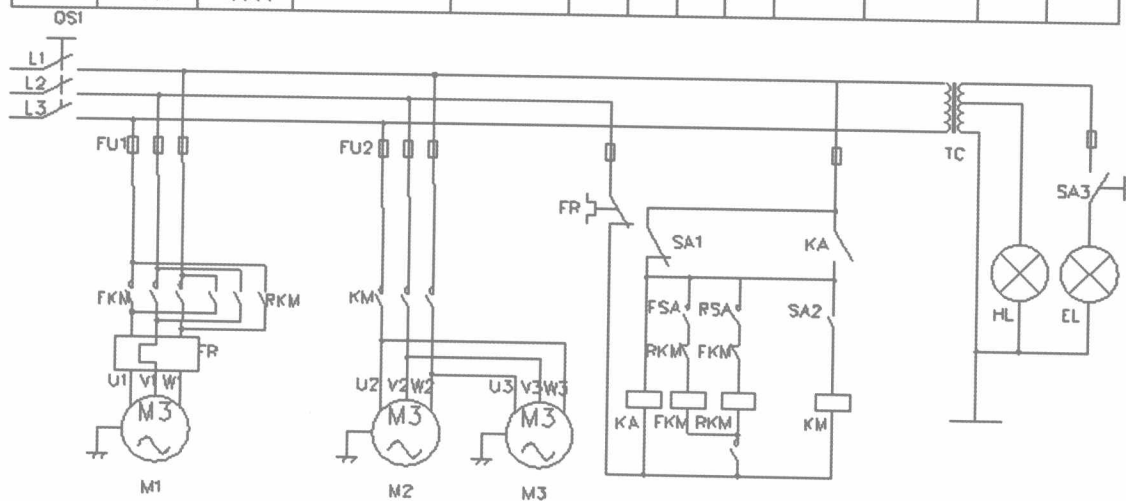 QS1
L1
L2
L3
FU1
FU2
TC
FR
SA1
KA
SA3
FKM
RKM
KM
FSA
RSA
SA2
HL
EL
FR
RKM
FKM
U1 V1 W1
U2 V2 W2
U3 V3 W3
M3
M3
M3
KA
FKM
RKM
KM
M1
M2
M3